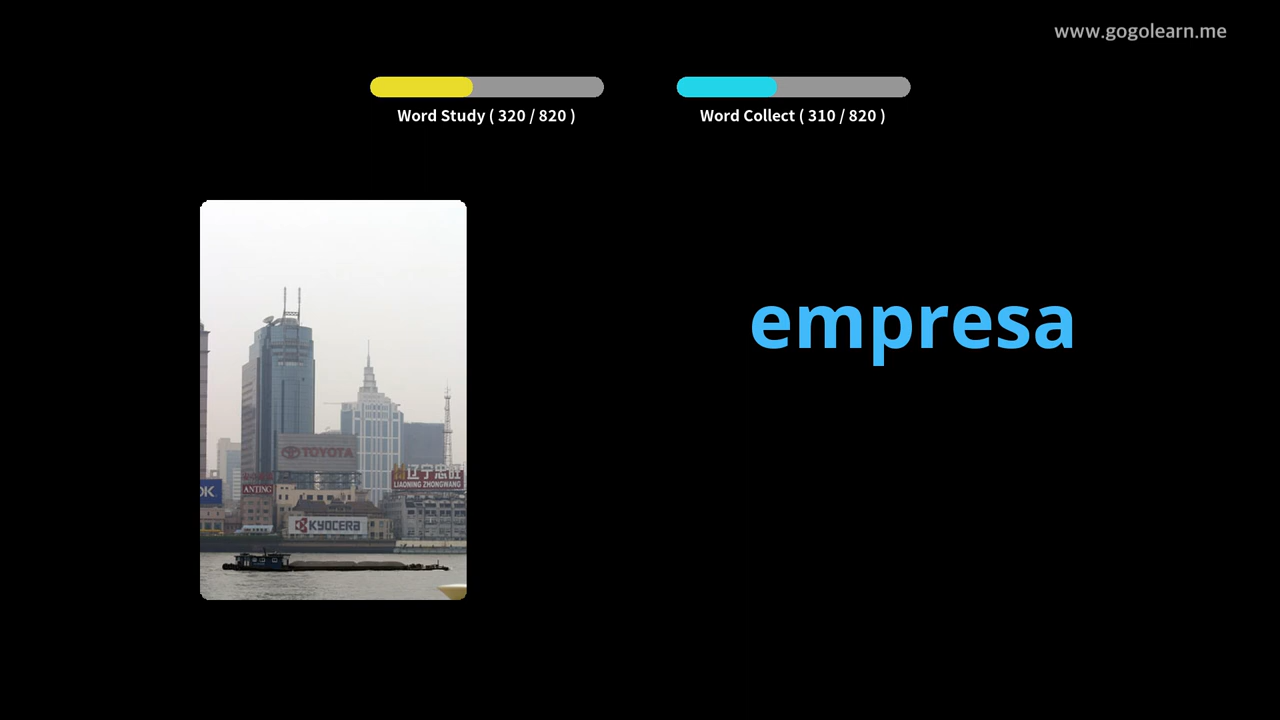 www.gogolearn.me
Word Study ( 320 / 820 )
Word Collect ( 310 / 820 )
empresa
TOYOTA
辽宁忠旺
LIAONING ZHONGWANG
OK
ANTING
KYOCERA